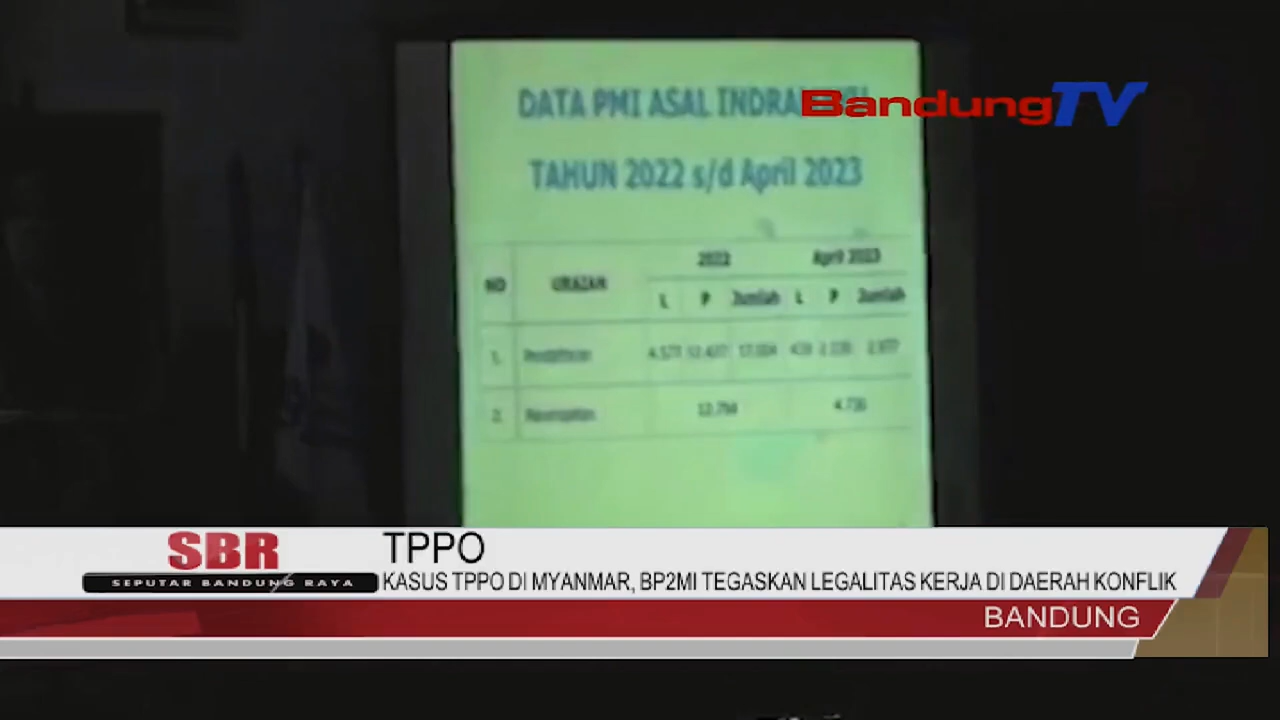 BandungTV
DATA PMI ASAL
TAHUN 2022 s/d April 2023
NO URAIAN 2022 April 2023
L P Jumlah L P Jumlah
1.
2.
SBR
SEPUTAR BANDUNG RAYA
TPPO
KASUS TPPO DI MYANMAR, BP2MI TEGASKAN LEGALITAS KERJA DI DAERAH KONFLIK
BANDUNG